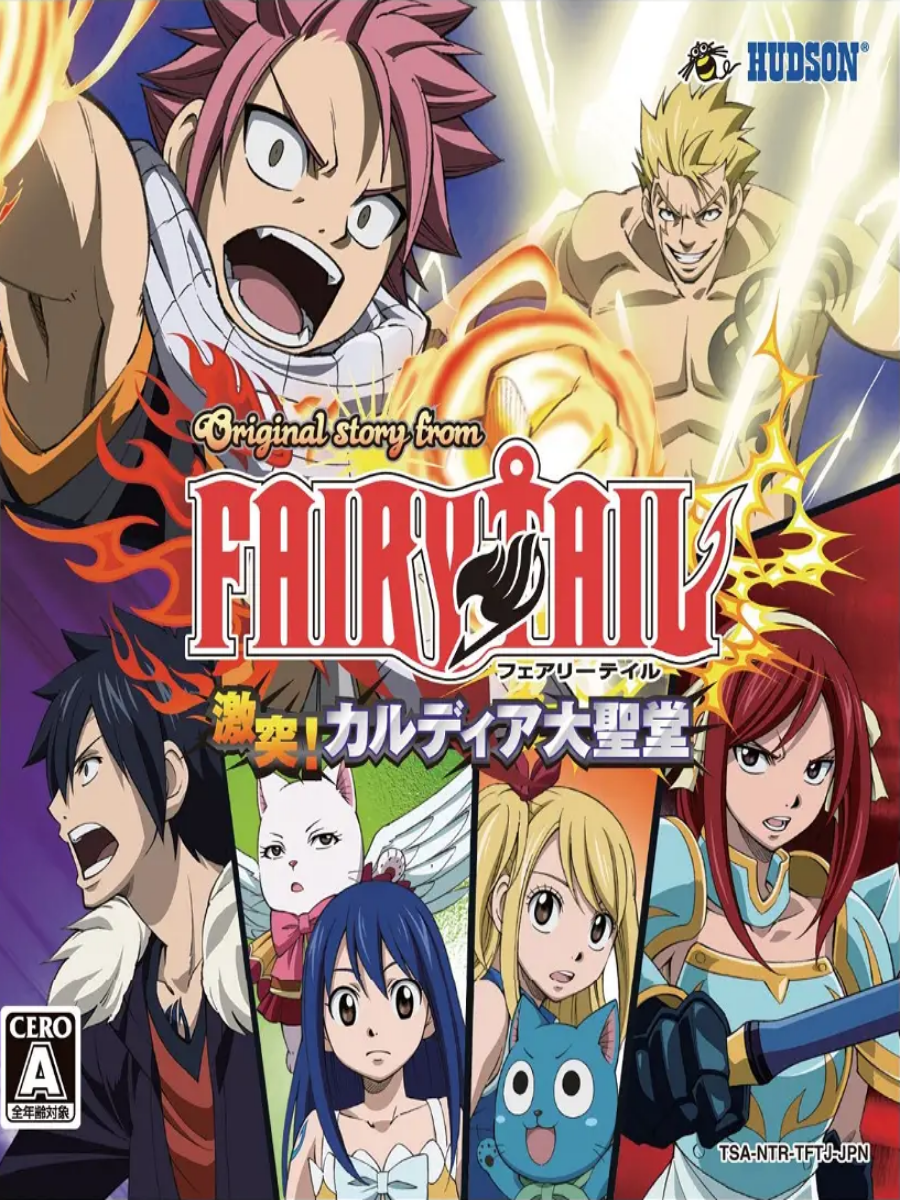 HUDSON®
Original story from
FAIRY TAIL
フェアリーテイル
激突!カルディア大聖堂
CERO
A
全年齢対象
TSA-NTR-TFTJ-JPN